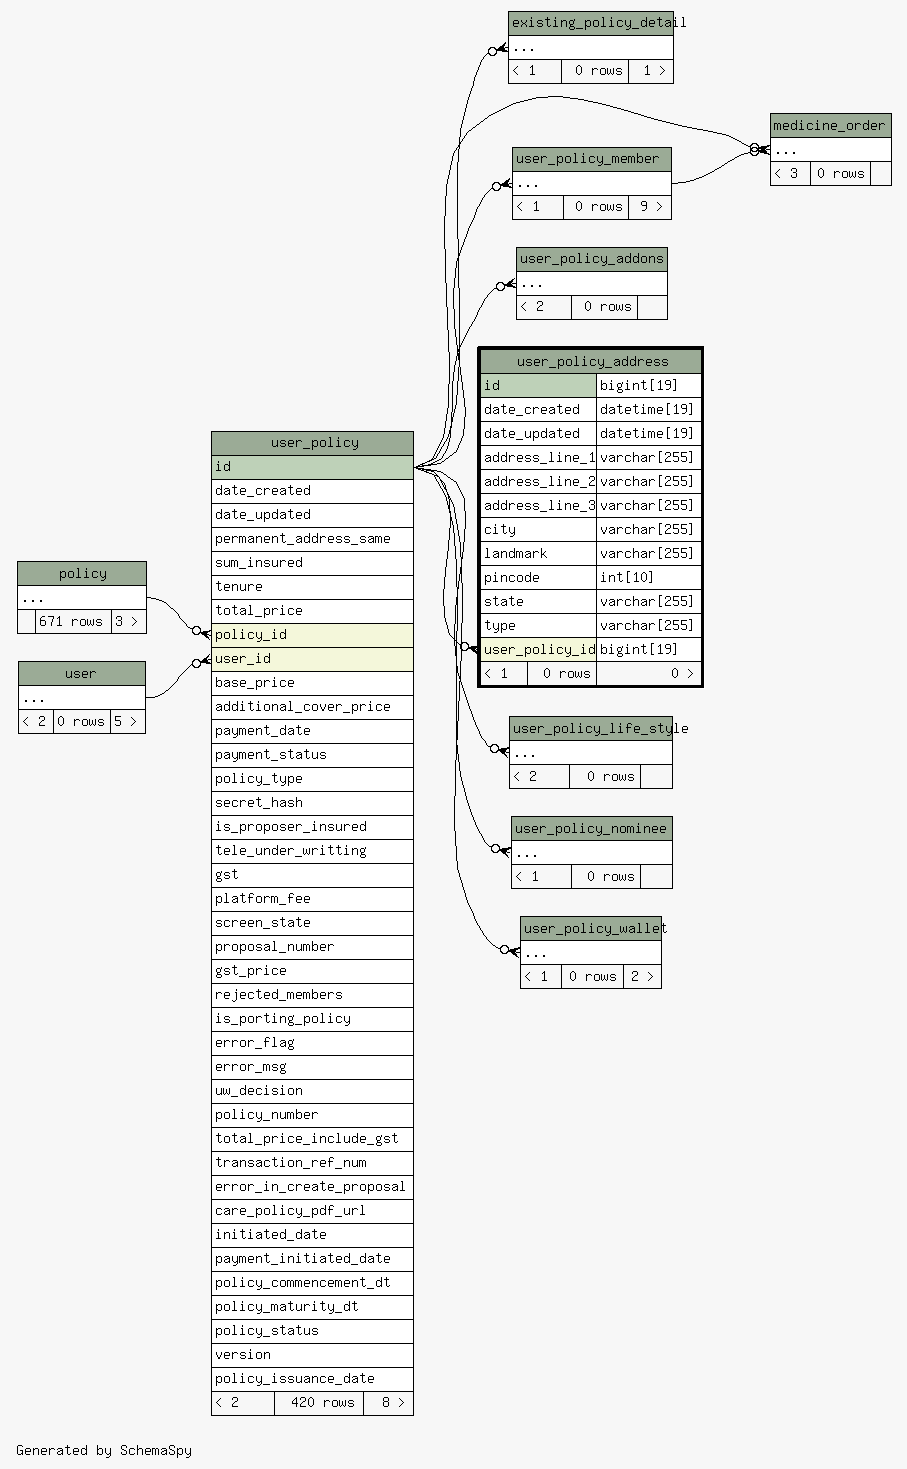 existing_policy_detail
...
< 1 0 rows 1 >
medicine_order
...
< 3 0 rows
user_policy_member
...
< 1 0 rows 9 >
user_policy_addons
...
< 2 0 rows
user_policy_address
id bigint[19]
date_created datetime[19]
date_updated datetime[19]
address_line_1 varchar[255]
address_line_2 varchar[255]
address_line_3 varchar[255]
city varchar[255]
landmark varchar[255]
pincode int[10]
state varchar[255]
type varchar[255]
user_policy_id bigint[19]
< 1 0 rows 0 >
user_policy
id
date_created
date_updated
permanent_address_same
sum_insured
tenure
total_price
policy_id
user_id
base_price
additional_cover_price
payment_date
payment_status
policy_type
secret_hash
is_proposer_insured
tele_under_writting
gst
platform_fee
screen_state
proposal_number
gst_price
rejected_members
is_porting_policy
error_flag
error_msg
uw_decision
policy_number
total_price_include_gst
transaction_ref_num
error_in_create_proposal
care_policy_pdf_url
initiated_date
payment_initiated_date
policy_commencement_dt
policy_maturity_dt
policy_status
version
policy_issuance_date
< 2 420 rows 8 >
policy
...
671 rows 3 >
user
...
< 2 0 rows 5 >
user_policy_life_style
...
< 2 0 rows
user_policy_nominee
...
< 1 0 rows
user_policy_wallet
...
< 1 0 rows 2 >
Generated by SchemaSpy